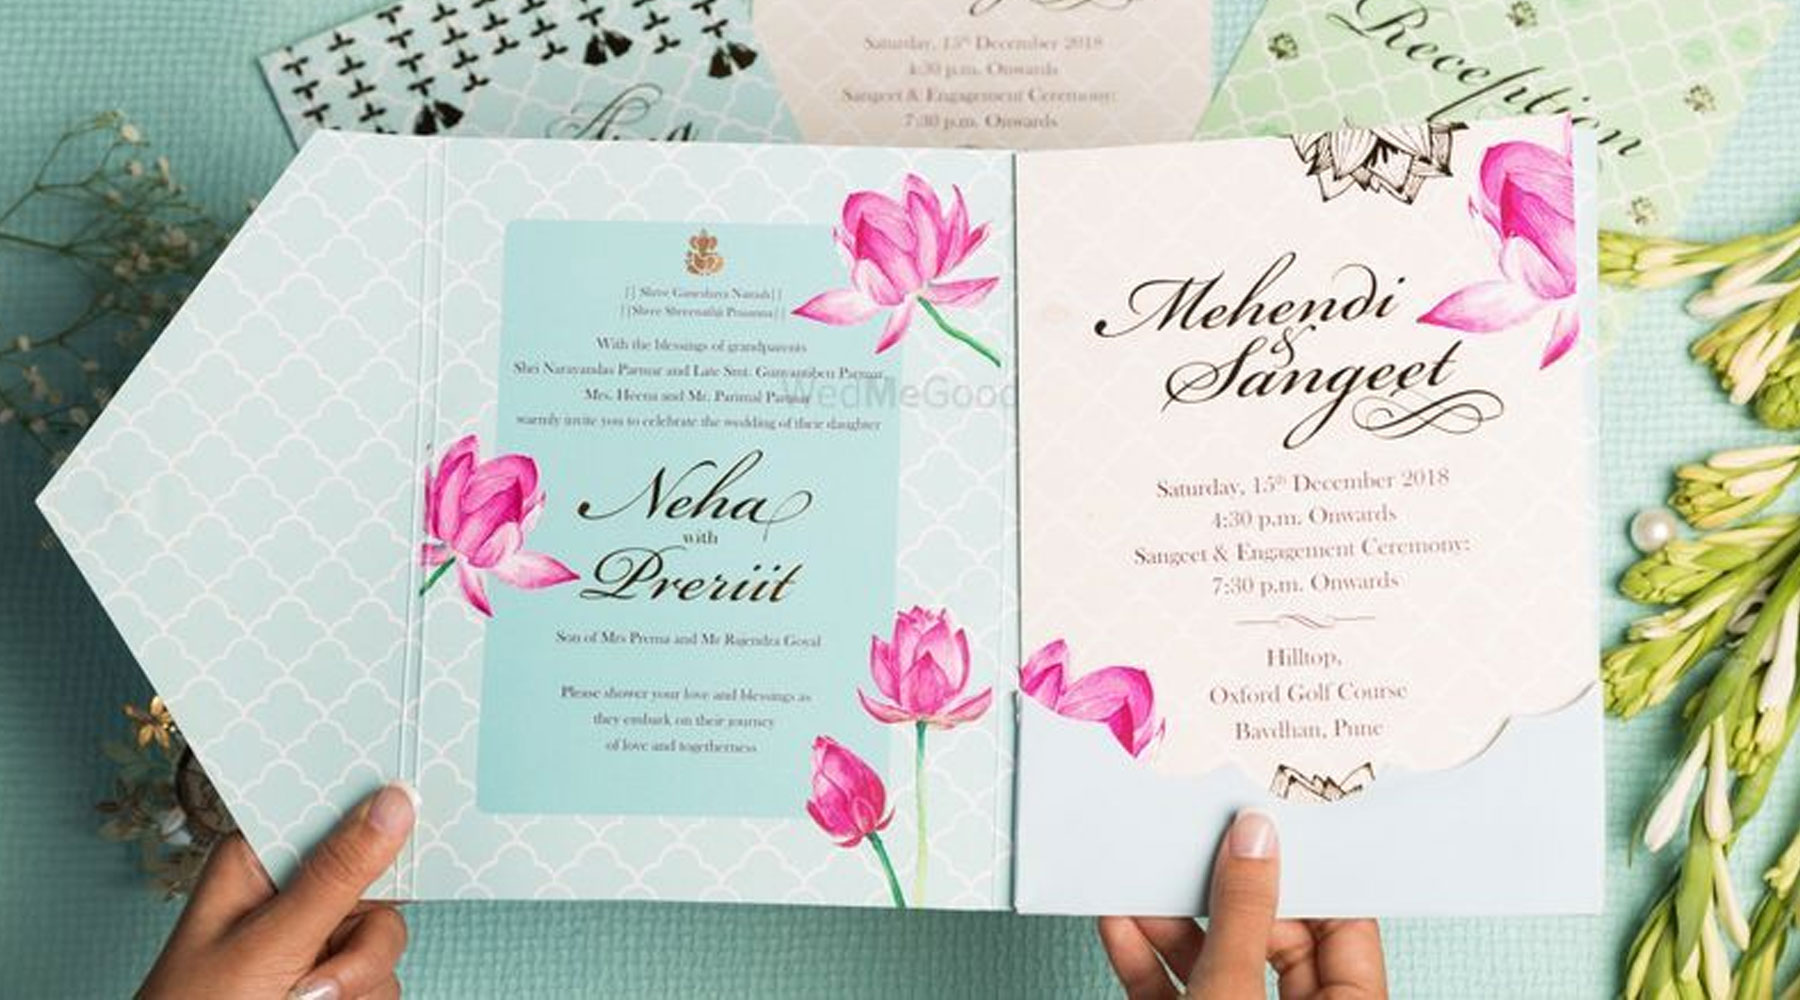 Saturday, 15th December 2018
4:30 p.m. Onwards
Sangeet & Engagement Ceremony:
7:30 p.m. Onwards
Reception
|| Shree Ganeshaya Namah||
||Shree Shreenathji Prasanna||
With the blessings of grandparents
Shri Narayandas Parmar and Late Smt. Gunvantiben Parmar
Mrs. Heena and Mr. Parimal Parmar
warmly invite you to celebrate the wedding of their daughter
Neha
with
Preriit
Son of Mrs Prema and Mr Rajendra Goyal
Please shower your love and blessings as
they embark on their journey
of love and togetherness
WedMeGood
Mehendi
&
Sangeet
Saturday, 15th December 2018
4:30 p.m. Onwards
Sangeet & Engagement Ceremony:
7:30 p.m. Onwards
Hilltop,
Oxford Golf Course
Bavdhan, Pune